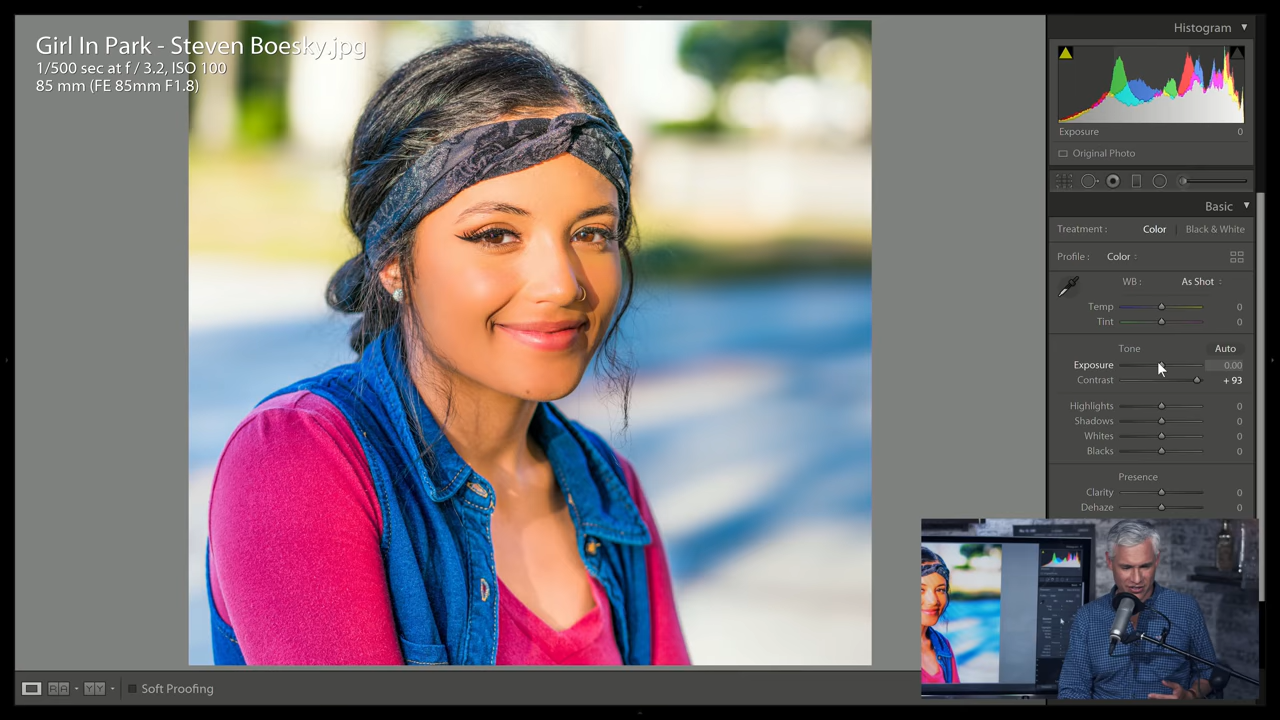 Girl In Park - Steven Boesky.jpg
1/500 sec at f / 3.2, ISO 100
85 mm (FE 85mm F1.8)
Histogram
Exposure 0
Original Photo
Basic
Treatment : Color Black & White
Profile : Color
WB : As Shot
Temp 0
Tint 0
Tone Auto
Exposure 0.00
Contrast + 93
Highlights 0
Shadows 0
Whites 0
Blacks 0
Presence
Clarity 0
Dehaze 0
R A Y Y Soft Proofing